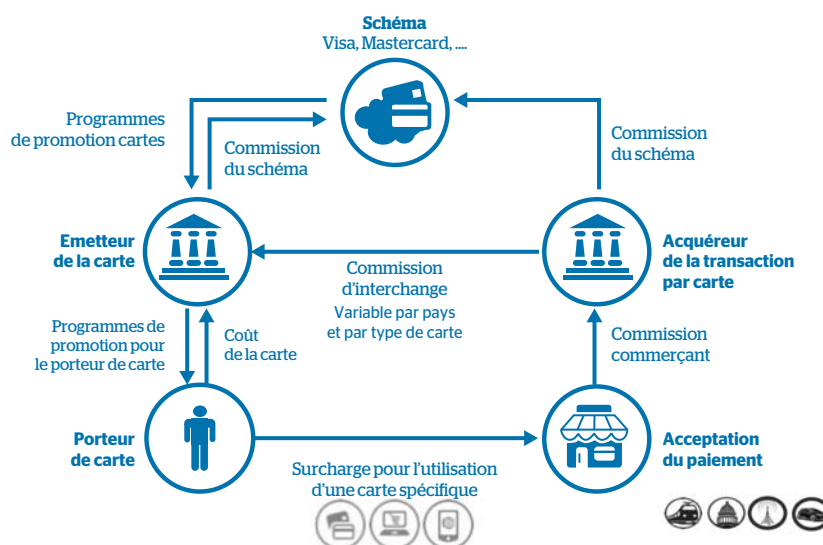 Schéma
Visa, Mastercard, ....
Programmes
de promotion cartes
Commission
du schéma
Commission
du schéma
Emetteur
de la carte
Commission
d'interchange
Variable par pays
et par type de carte
Acquéreur
de la transaction
par carte
Programmes de
promotion pour
le porteur de carte
Coût
de la carte
Commission
commerçant
Porteur
de carte
Surcharge pour l'utilisation
d'une carte spécifique
Acceptation
du paiement